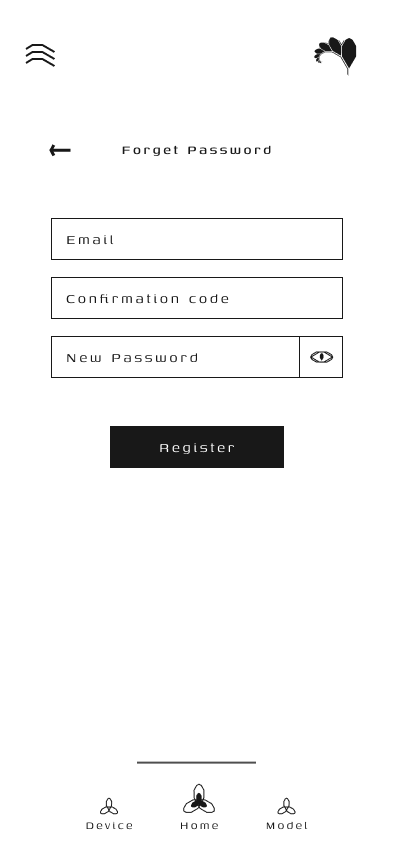 Forget Password
Email
Confirmation code
New Password
Register
Device
Home
Model